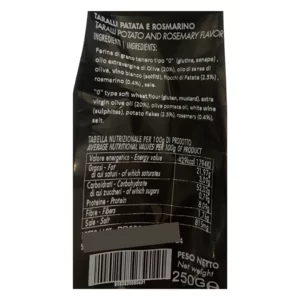 TARALLI PATATA E ROSMARINO
TARALLI POTATO AND ROSEMARY FLAVOR
INGREDIENTI | INGREDIENTS:
Farina di grano tenero tipo "0" (glutine, senape),
olio extravergine di Oliva (20%), olio di sansa di
oliva, vino bianco (solfiti), fiocchi di Patata (2.5%),
rosmarino (0.4%), sale.
"0" type soft wheat flour (gluten, mustard), extra
virgin olive oil (20%), olive pomace oil, white wine
(sulphites), potato flakes (2.5%), rosemary (0.4%),
salt.
TABELLA NUTRIZIONALE PER 100g DI PRODOTTO
AVERAGE NUTRITIONAL VALUES PER 100g OF PRODUCT
Valore energetico - Energy value
Grassi - Fat
di cui saturi - of which saturates
Carboidrati - Carbohydrate
di cui zuccheri - of which sugars
Proteine - Protein
Fibre - Fibers
Sale - Salt
PESO NETTO
Net weight
250G